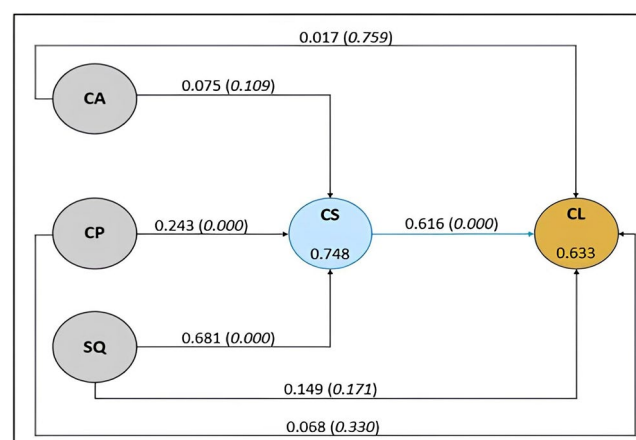 0.017 (0.759)
0.075 (0.109)
CA
CS
CL
CP
0.243 (0.000)
0.616 (0.000)
0.748
0.633
0.681 (0.000)
SQ
0.149 (0.171)
0.068 (0.330)